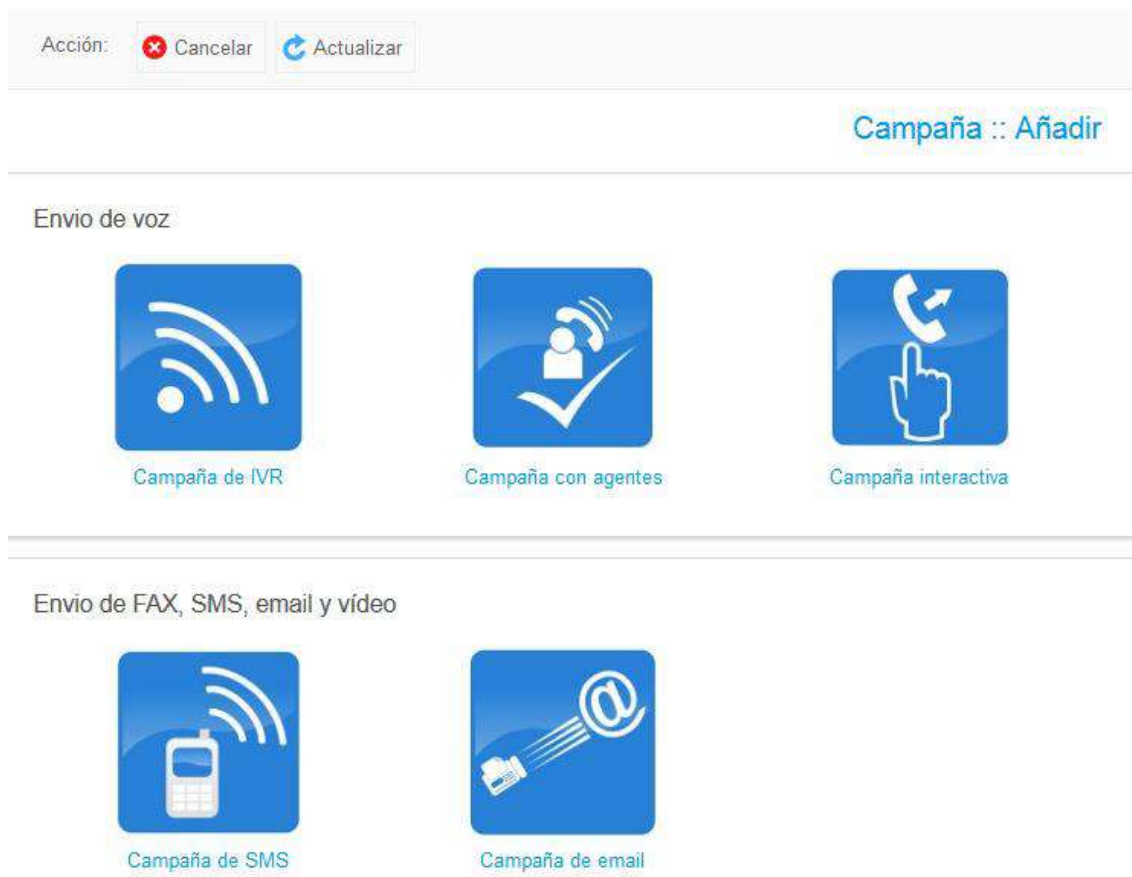 Acción: Cancelar Actualizar
Campaña :: Añadir
Envio de voz
Campaña de IVR Campaña con agentes Campaña interactiva
Envio de FAX, SMS, email y vídeo
Campaña de SMS Campaña de email